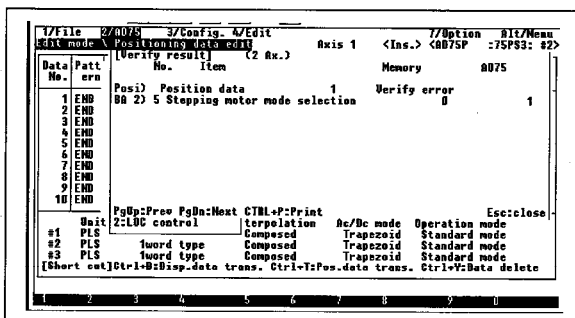 1/File 2/AD75 3/Config. 4/Edit 7/Option Alt/Menu
Edit mode \ Positioning data edit Axis 1 <Ins.> <AD75P :75P$3: #2>
[Verify result] (2 Ax.)
Data No. Patt ern No. Item Memory AD75
Posi) Position data 1 Verify error
BA 2) 5 Stepping motor mode selection 0 1
1 END
2 END
3 END
4 END
5 END
6 END
7 END
8 END
9 END
10 END
PgUp:Prev PgDn:Next CTRL+P:Print Esc:close
Unit 2:LOC control terpolation Ac/Dc mode Operation mode
#1 PLS Composed Trapezoid Standard mode
#2 PLS 1word type Composed Trapezoid Standard mode
#3 PLS 1word type Composed Trapezoid Standard mode
[Short cut]Ctrl+B:Disp.data trans. Ctrl+T:Pos.data trans. Ctrl+Y:Data delete
1 2 3 4 5 6 7 8 9 0